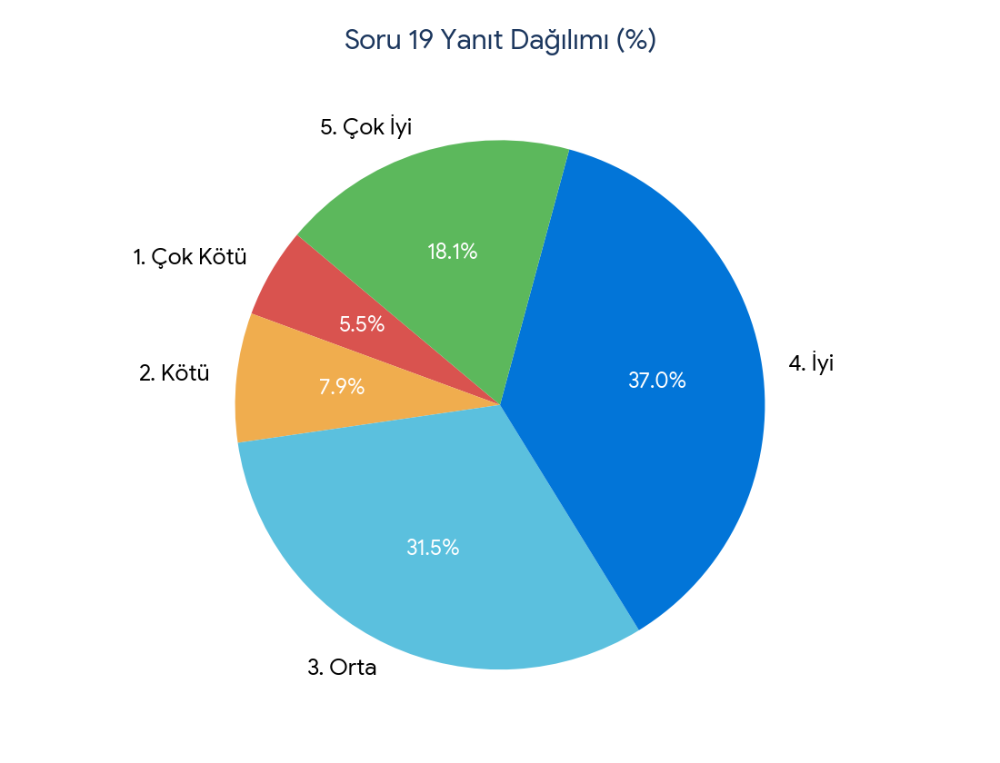 Soru 19 Yanıt Dağılımı (%)
5. Çok İyi
18.1%
1. Çok Kötü
5.5%
4. İyi
37.0%
2. Kötü
7.9%
31.5%
3. Orta